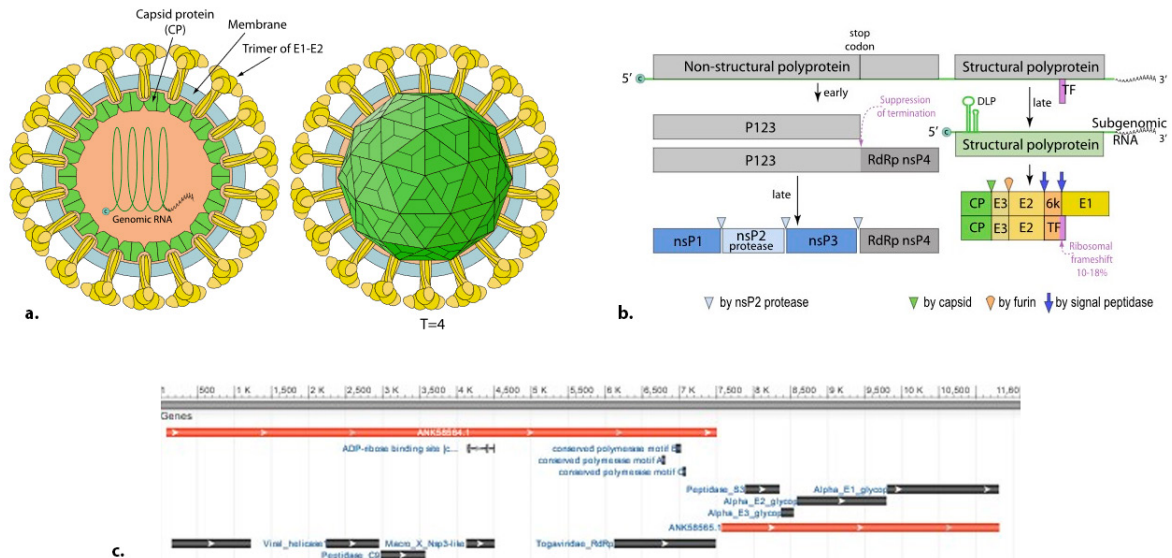 Capsid protein
(CP)
Membrane
Trimer of E1-E2
Genomic RNA
c
a.
T=4
stop
codon
5′ c Non-structural polyprotein Structural polyprotein 3′
TF
early
late
Suppression
of termination
DLP
P123
5′ c Structural polyprotein 3′
Subgenomic
RNA
P123 RdRp nsP4
late
CP E3 E2 6k E1
CP E3 E2 TF
nsP1 nsP2 protease nsP3 RdRp nsP4
Ribosomal
frameshift
10-18%
by nsP2 protease by capsid by furin by signal peptidase
b.
1 500 1 K 1,500 2 K 2,500 3 K 3,500 4 K 4,500 5 K 5,500 6 K 6,500 7 K 7,500 8 K 8,500 9 K 9,500 10 K 10,500 11,600
Genes
ANK58564.1
ADP-ribose binding site [c... conserved polymerase motif B
conserved polymerase motif A
conserved polymerase motif C
Peptidase_S3 Alpha_E1_glycop
Alpha_E2_glycop
Alpha_E3_glycop
ANK58565.1
Viral_helicase1 Macro_X_Nsp3-like Togaviridae_RdRp
Peptidase_C9
c.